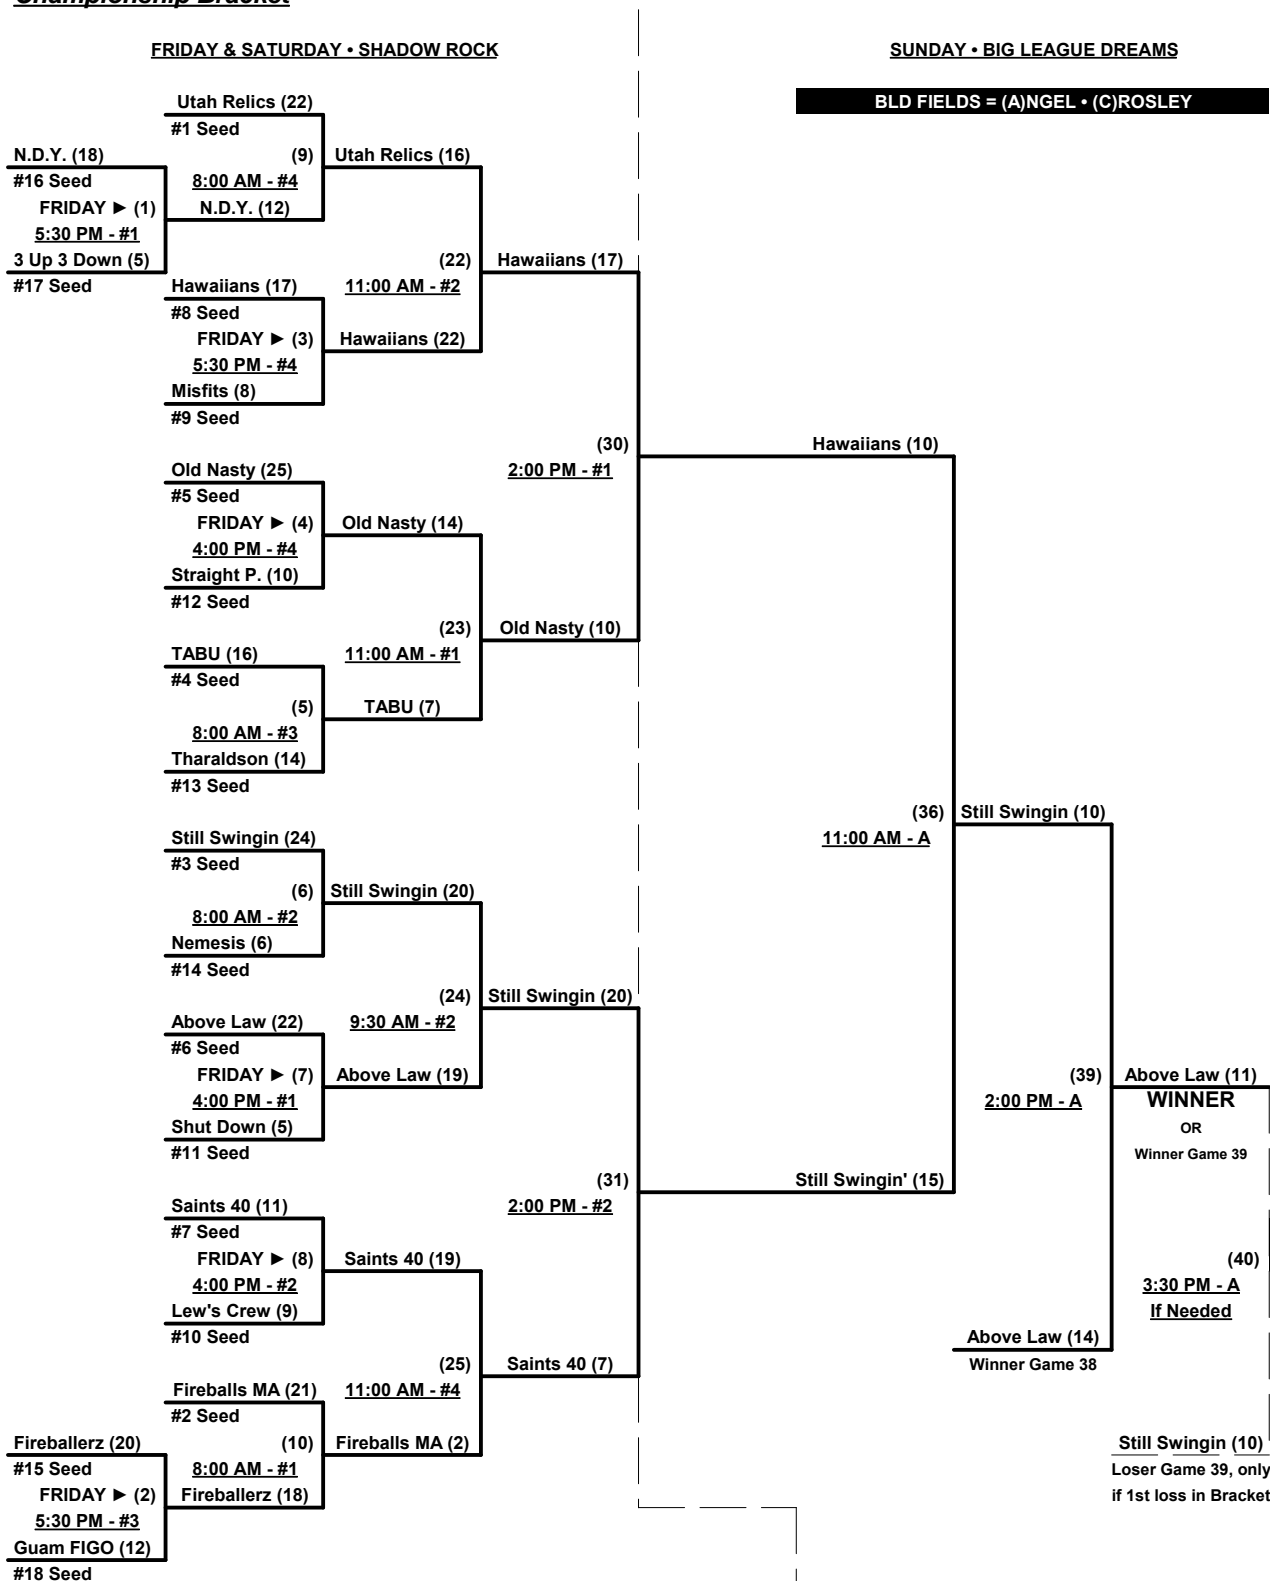 Championship Bracket
FRIDAY & SATURDAY • SHADOW ROCK
SUNDAY • BIG LEAGUE DREAMS
BLD FIELDS = (A)NGEL • (C)ROSLEY
Utah Relics (22)
#1 Seed
N.D.Y. (18)
(9)
Utah Relics (16)
#16 Seed
8:00 AM - #4
FRIDAY ► (1)
N.D.Y. (12)
5:30 PM - #1
3 Up 3 Down (5)
(22)
Hawaiians (17)
#17 Seed
Hawaiians (17)
11:00 AM - #2
#8 Seed
FRIDAY ► (3)
Hawaiians (22)
5:30 PM - #4
Misfits (8)
#9 Seed
(30)
Hawaiians (10)
Old Nasty (25)
2:00 PM - #1
#5 Seed
FRIDAY ► (4)
Old Nasty (14)
4:00 PM - #4
Straight P. (10)
#12 Seed
(23)
Old Nasty (10)
TABU (16)
11:00 AM - #1
#4 Seed
(5)
TABU (7)
8:00 AM - #3
Tharaldson (14)
#13 Seed
(36)
Still Swingin (10)
Still Swingin (24)
11:00 AM - A
#3 Seed
(6)
Still Swingin (20)
8:00 AM - #2
Nemesis (6)
#14 Seed
(24)
Still Swingin (20)
Above Law (22)
9:30 AM - #2
#6 Seed
FRIDAY ► (7)
Above Law (19)
(39)
Above Law (11)
4:00 PM - #1
2:00 PM - A
WINNER
Shut Down (5)
OR
#11 Seed
Winner Game 39
(31)
Still Swingin' (15)
Saints 40 (11)
2:00 PM - #2
#7 Seed
FRIDAY ► (8)
Saints 40 (19)
(40)
4:00 PM - #2
3:30 PM - A
Lew's Crew (9)
If Needed
#10 Seed
Above Law (14)
(25)
Saints 40 (7)
Winner Game 38
Fireballs MA (21)
11:00 AM - #4
#2 Seed
Fireballerz (20)
(10)
Fireballs MA (2)
Still Swingin (10)
#15 Seed
8:00 AM - #1
Loser Game 39, only
FRIDAY ► (2)
Fireballerz (18)
if 1st loss in Bracket
5:30 PM - #3
Guam FIGO (12)
#18 Seed